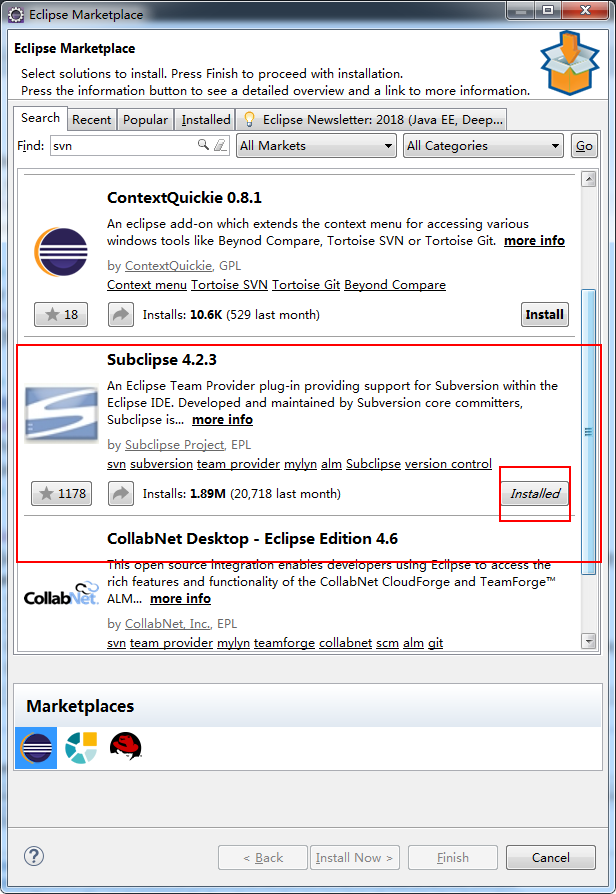 Eclipse Marketplace
Eclipse Marketplace
Select solutions to install. Press Finish to proceed with installation.
Press the information button to see a detailed overview and a link to more information.
Search Recent Popular Installed Eclipse Newsletter: 2018 (Java EE, Deep...
Find: svn All Markets All Categories Go
ContextQuickie 0.8.1
An eclipse add-on which extends the context menu for accessing various
windows tools like Beynod Compare, Tortoise SVN or Tortoise Git. more info
by ContextQuickie, GPL
Context menu Tortoise SVN Tortoise Git Beyond Compare
18 Installs: 10.6K (529 last month) Install
Subclipse 4.2.3
An Eclipse Team Provider plug-in providing support for Subversion within the
Eclipse IDE. Developed and maintained by Subversion core committers,
Subclipse is... more info
by Subclipse Project, EPL
svn subversion team provider mylyn alm Subclipse version control
1178 Installs: 1.89M (20,718 last month) Installed
CollabNet Desktop - Eclipse Edition 4.6
This open source integration enables developers using Eclipse to access the
rich features and functionality of the CollabNet CloudForge and TeamForge™
ALM... more info
CollabNet.
by CollabNet, Inc., EPL
svn team provider mylyn teamforge collabnet scm alm git
Marketplaces
? < Back Install Now > Finish Cancel